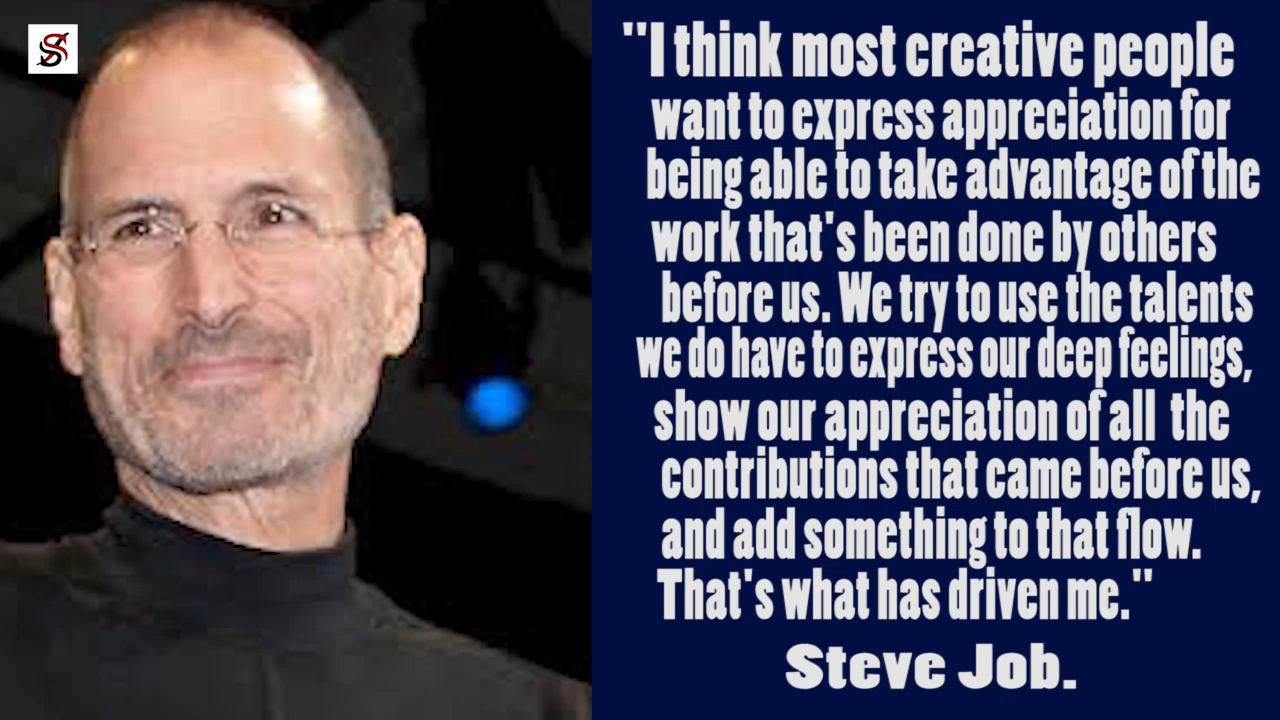 "I think most creative people
want to express appreciation for
being able to take advantage of the
work that's been done by others
before us. We try to use the talents
we do have to express our deep feelings,
show our appreciation of all the
contributions that came before us,
and add something to that flow.
That's what has driven me."
Steve Job.